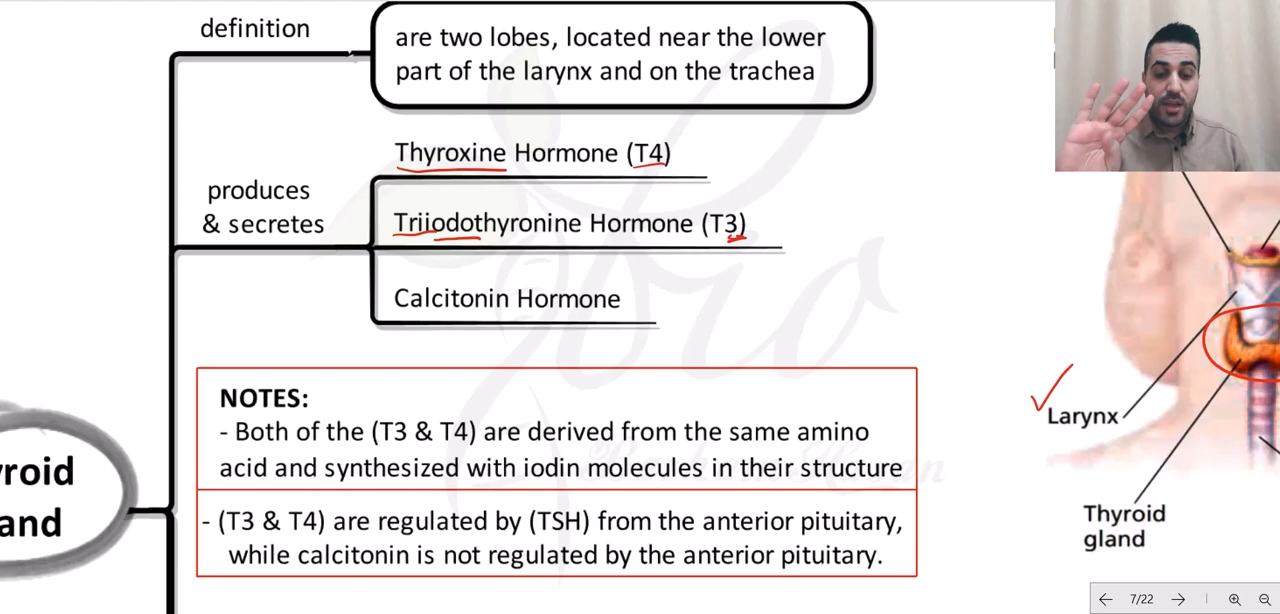 definition
are two lobes, located near the lower
part of the larynx and on the trachea
Thyroxine Hormone (T4)
produces
& secretes
Triiodothyronine Hormone (T3)
Calcitonin Hormone
NOTES:
- Both of the (T3 & T4) are derived from the same amino
acid and synthesized with iodin molecules in their structure
- (T3 & T4) are regulated by (TSH) from the anterior pituitary,
while calcitonin is not regulated by the anterior pituitary.
yroid
and
Larynx
Thyroid
gland
7/22